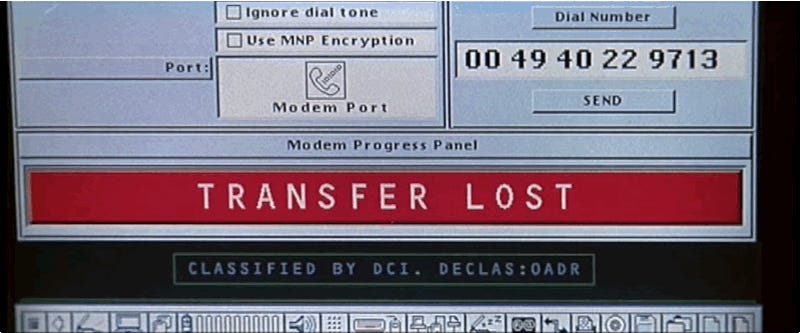 Ignore dial tone
Dial Number
Use MNP Encryption
00 49 40 22 9713
Port:
Modem Port
SEND
Modem Progress Panel
TRANSFER LOST
CLASSIFIED BY DCI. DECLAS:OADR